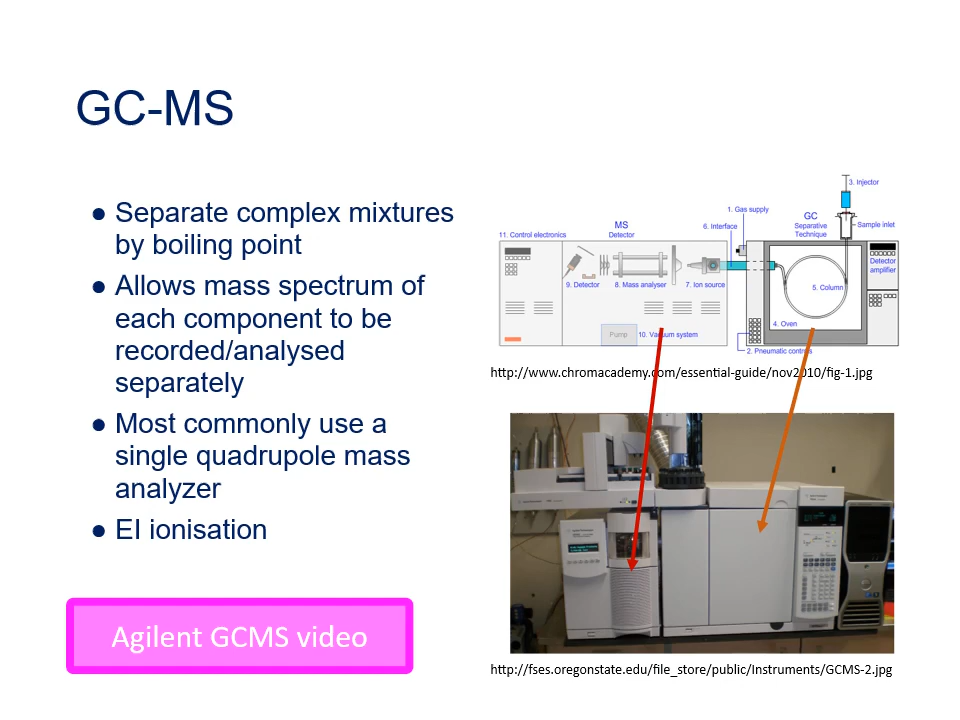 GC-MS
● Separate complex mixtures
by boiling point
● Allows mass spectrum of
each component to be
recorded/analysed
separately
● Most commonly use a
single quadrupole mass
analyzer
● EI ionisation
Agilent GCMS video
3. Injector
1. Gas supply
GC
Separative
Technique
Sample inlet
MS
Detector
6. Interface
11. Control electronics
Detector
amplifier
9. Detector
8. Mass analyser
7. Ion source
5. Column
4. Oven
Pump
10. Vacuum system
2. Pneumatic controls
http://www.chromacademy.com/essential-guide/nov2010/fig-1.jpg
http://fses.oregonstate.edu/file_store/public/Instruments/GCMS-2.jpg